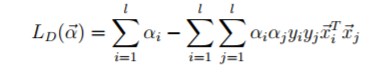 $L_D(\vec{\alpha}) = \sum_{i=1}^{l} \alpha_i - \sum_{i=1}^{l} \sum_{j=1}^{l} \alpha_i \alpha_j y_i y_j \vec{x}_i^T \vec{x}_j$